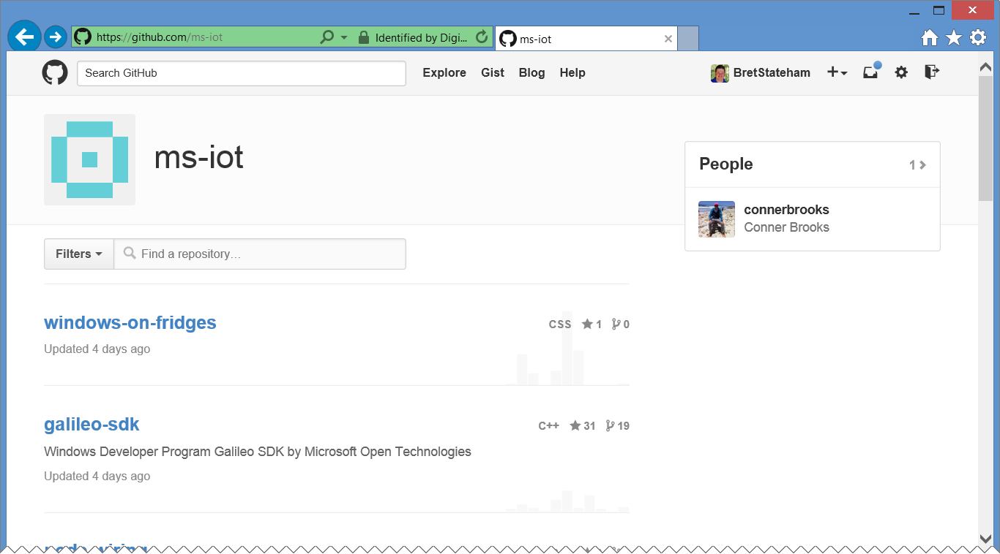 https://github.com/ms-iot
Identified by Digi...
ms-iot
Search GitHub
Explore Gist Blog Help
BretStateham
ms-iot
People 1
connerbrooks
Conner Brooks
Filters Find a repository…
windows-on-fridges CSS 1 0
Updated 4 days ago
galileo-sdk C++ 31 19
Windows Developer Program Galileo SDK by Microsoft Open Technologies
Updated 4 days ago